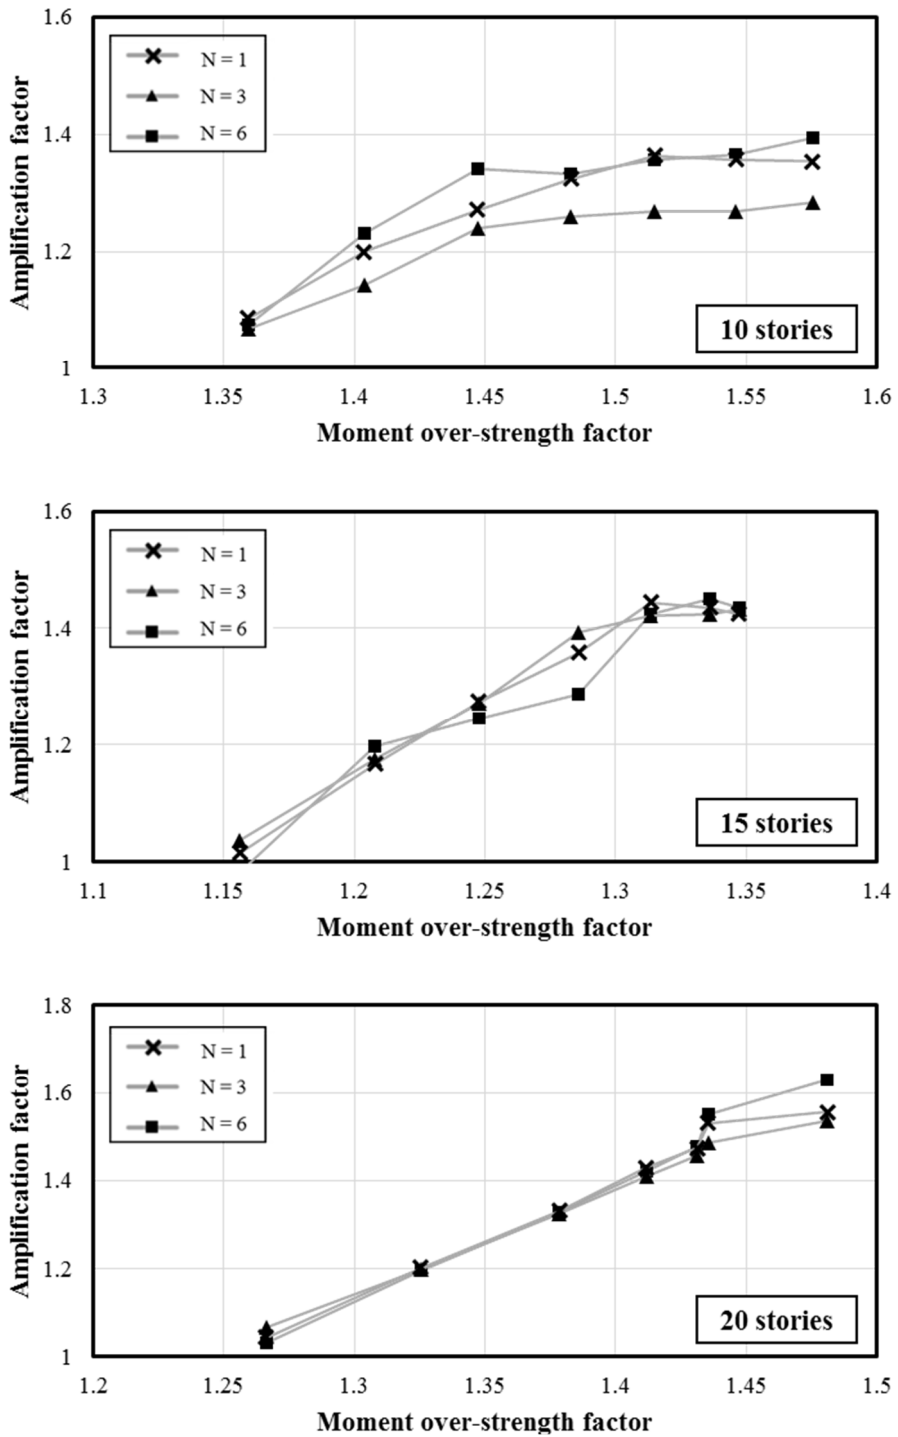 1.6
N = 1
N = 3
N = 6
1.4
1.2
1
Amplification factor
10 stories
1.3 1.35 1.4 1.45 1.5 1.55 1.6
Moment over-strength factor
1.6
N = 1
N = 3
N = 6
1.4
1.2
1
Amplification factor
15 stories
1.1 1.15 1.2 1.25 1.3 1.35 1.4
Moment over-strength factor
1.8
N = 1
N = 3
N = 6
1.6
1.4
1.2
1
Amplification factor
20 stories
1.2 1.25 1.3 1.35 1.4 1.45 1.5
Moment over-strength factor